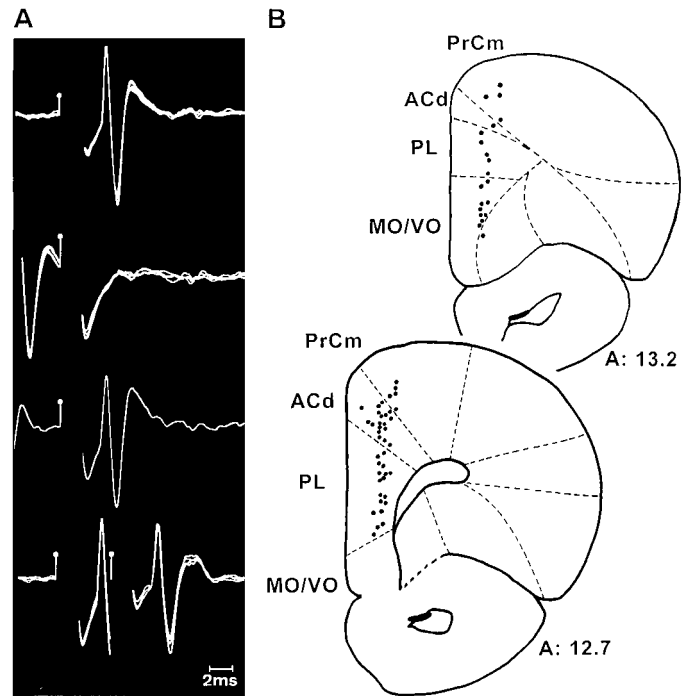 A
B
PrCm
ACd
PL
MO/VO
A: 13.2
PrCm
ACd
PL
MO/VO
A: 12.7
2ms